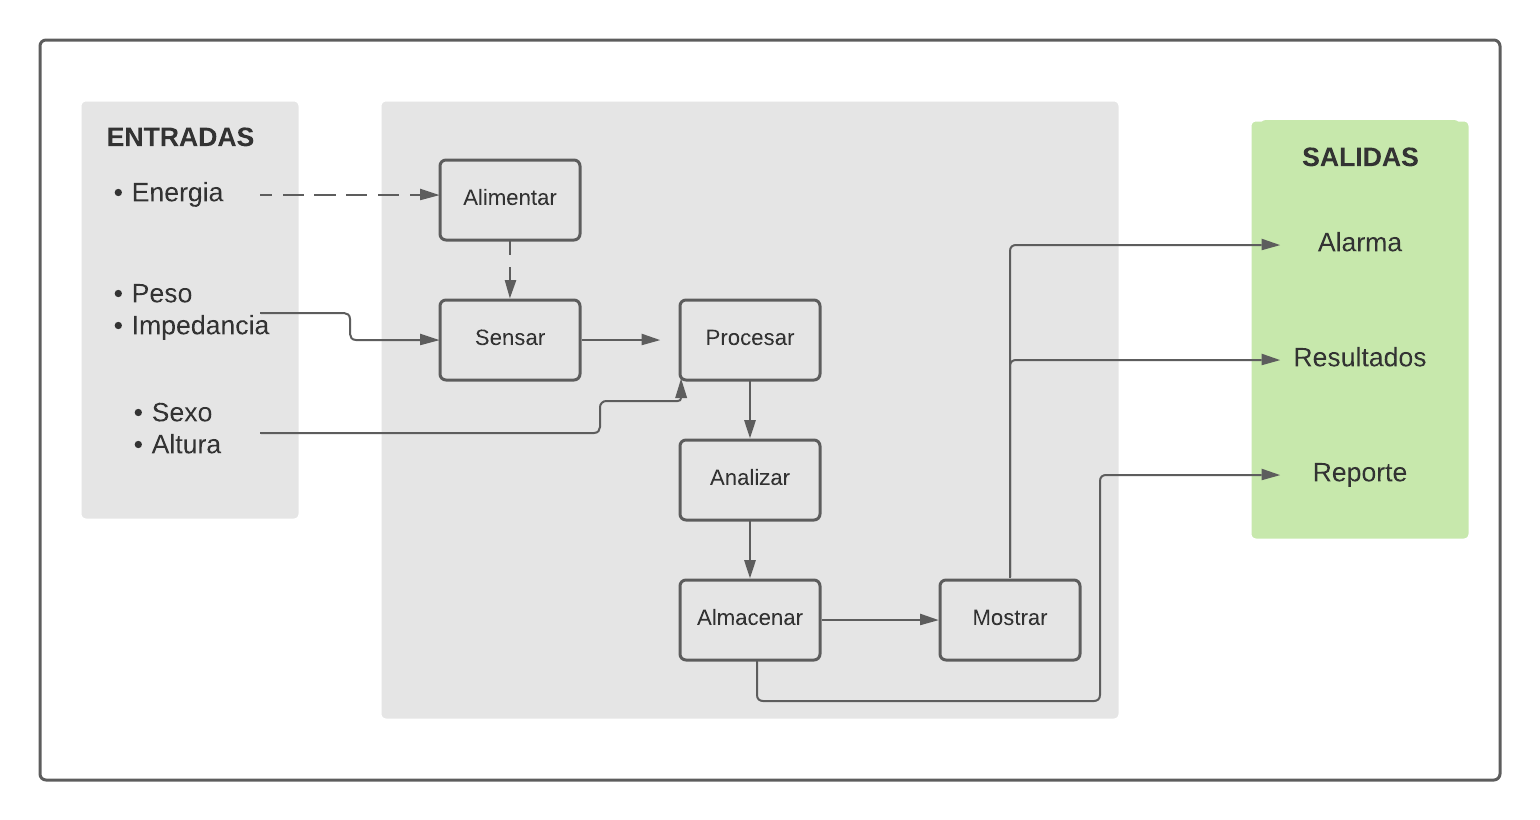 ENTRADAS
• Energia
• Peso
• Impedancia
• Sexo
• Altura
Alimentar
Sensar
Procesar
Analizar
Almacenar
Mostrar
SALIDAS
Alarma
Resultados
Reporte